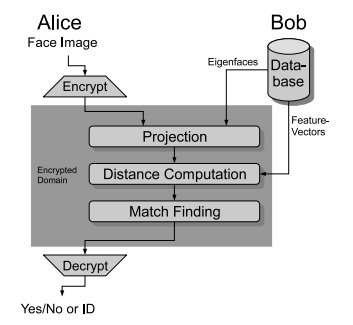 Alice
Bob
Face Image
Eigenfaces
Data-
base
Encrypt
Feature-
Vectors
Projection
Encrypted
Domain
Distance Computation
Match Finding
Decrypt
Yes/No or ID